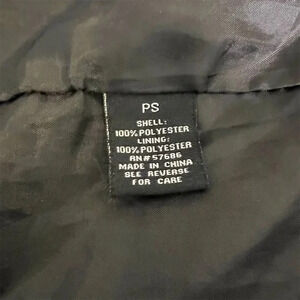 PS
SHELL:
100%POLYESTER
LINING:
100%POLYESTER
RN#57686
MADE IN CHINA
SEE REVERSE
FOR CARE